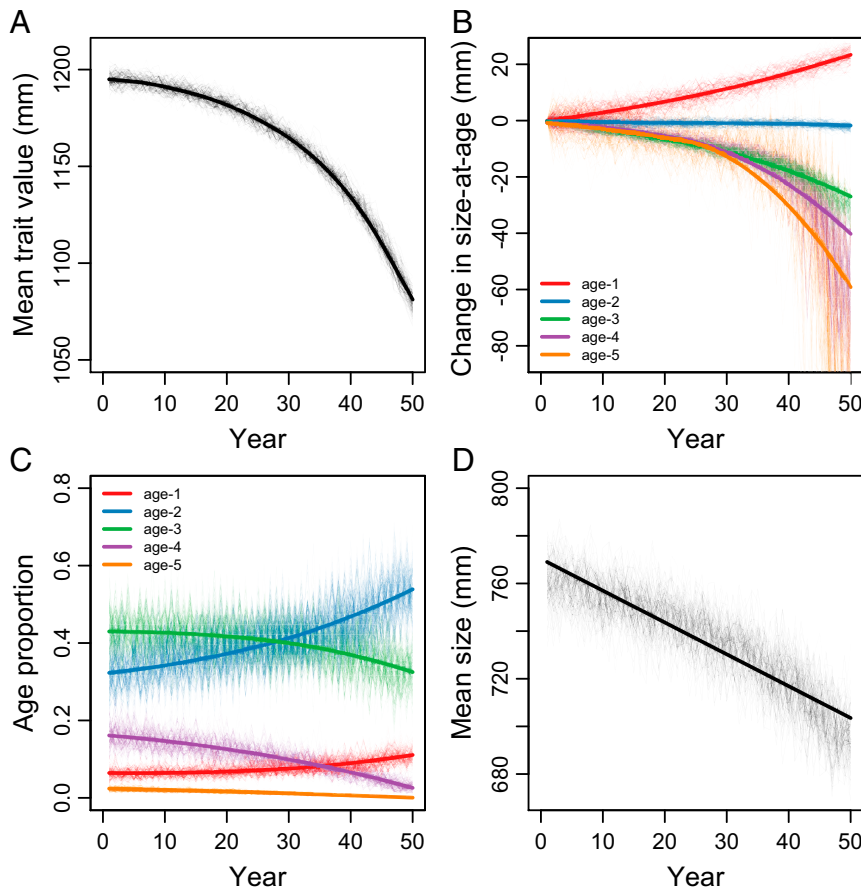 A
Mean trait value (mm)
1200
1150
1100
1050
0 10 20 30 40 50
Year
B
Change in size-at-age (mm)
20
0
-20
-40
-60
-80
age-1
age-2
age-3
age-4
age-5
0 10 20 30 40 50
Year
C
Age proportion
0.8
0.6
0.4
0.2
0.0
age-1
age-2
age-3
age-4
age-5
0 10 20 30 40 50
Year
D
Mean size (mm)
800
760
720
680
0 10 20 30 40 50
Year